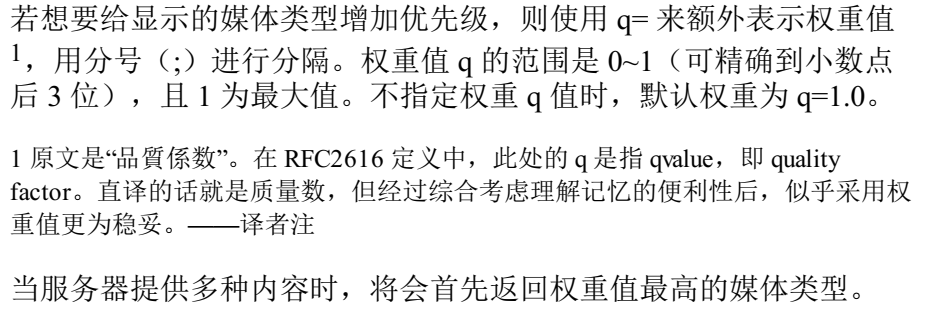 若想要给显示的媒体类型增加优先级，则使用 q= 来额外表示权重值
1，用分号（;）进行分隔。权重值 q 的范围是 0~1（可精确到小数点
后 3 位），且 1 为最大值。不指定权重 q 值时，默认权重为 q=1.0。
1 原文是“品質係数”。在 RFC2616 定义中，此处的 q 是指 qvalue，即 quality
factor。直译的话就是质量数，但经过综合考虑理解记忆的便利性后，似乎采用权
重值更为稳妥。——译者注
当服务器提供多种内容时，将会首先返回权重值最高的媒体类型。